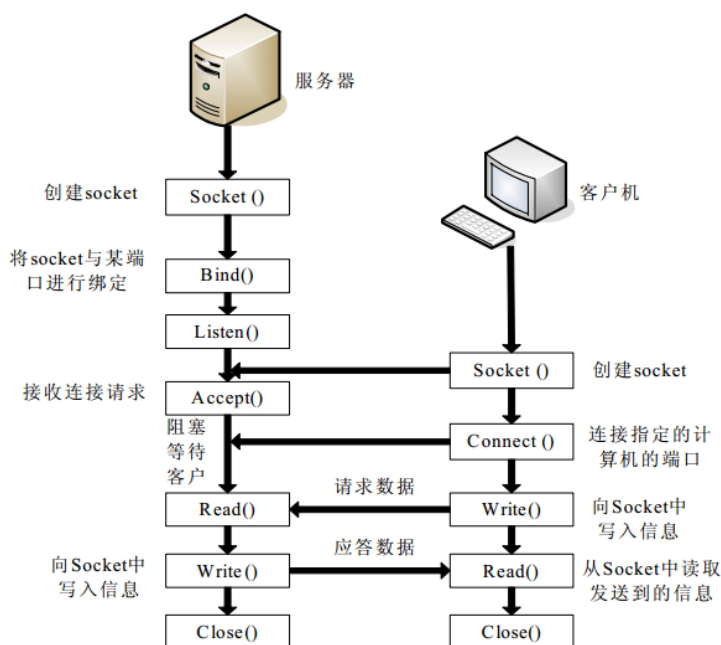 服务器
客户机
创建socket
Socket ()
将socket与某端
口进行绑定
Bind()
Listen()
Socket ()
创建socket
接收连接请求
Accept()
阻塞
等待
客户
Connect ()
连接指定的计
算机的端口
请求数据
Read()
Write()
向Socket中
写入信息
应答数据
向Socket中
写入信息
Write()
Read()
从Socket中读取
发送到的信息
Close()
Close()